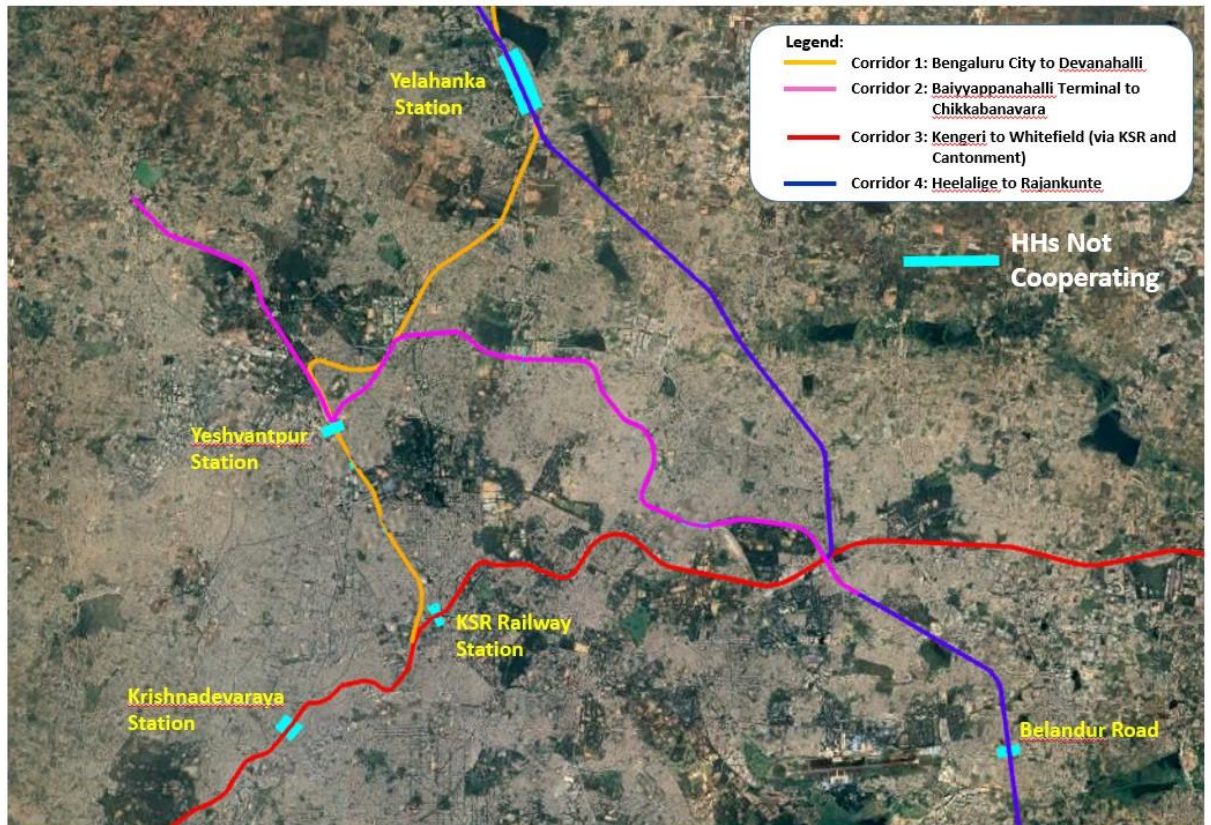 Legend:
Corridor 1: Bengaluru City to Devanahalli
Corridor 2: Baiyyappanahalli Terminal to
Chikkabanavara
Corridor 3: Kengeri to Whitefield (via KSR and
Cantonment)
Corridor 4: Heelalige to Rajankunte
Yelahanka
Station
HHs Not
Cooperating
Yeshvantpur
Station
KSR Railway
Station
Krishnadevaraya
Station
Belandur Road